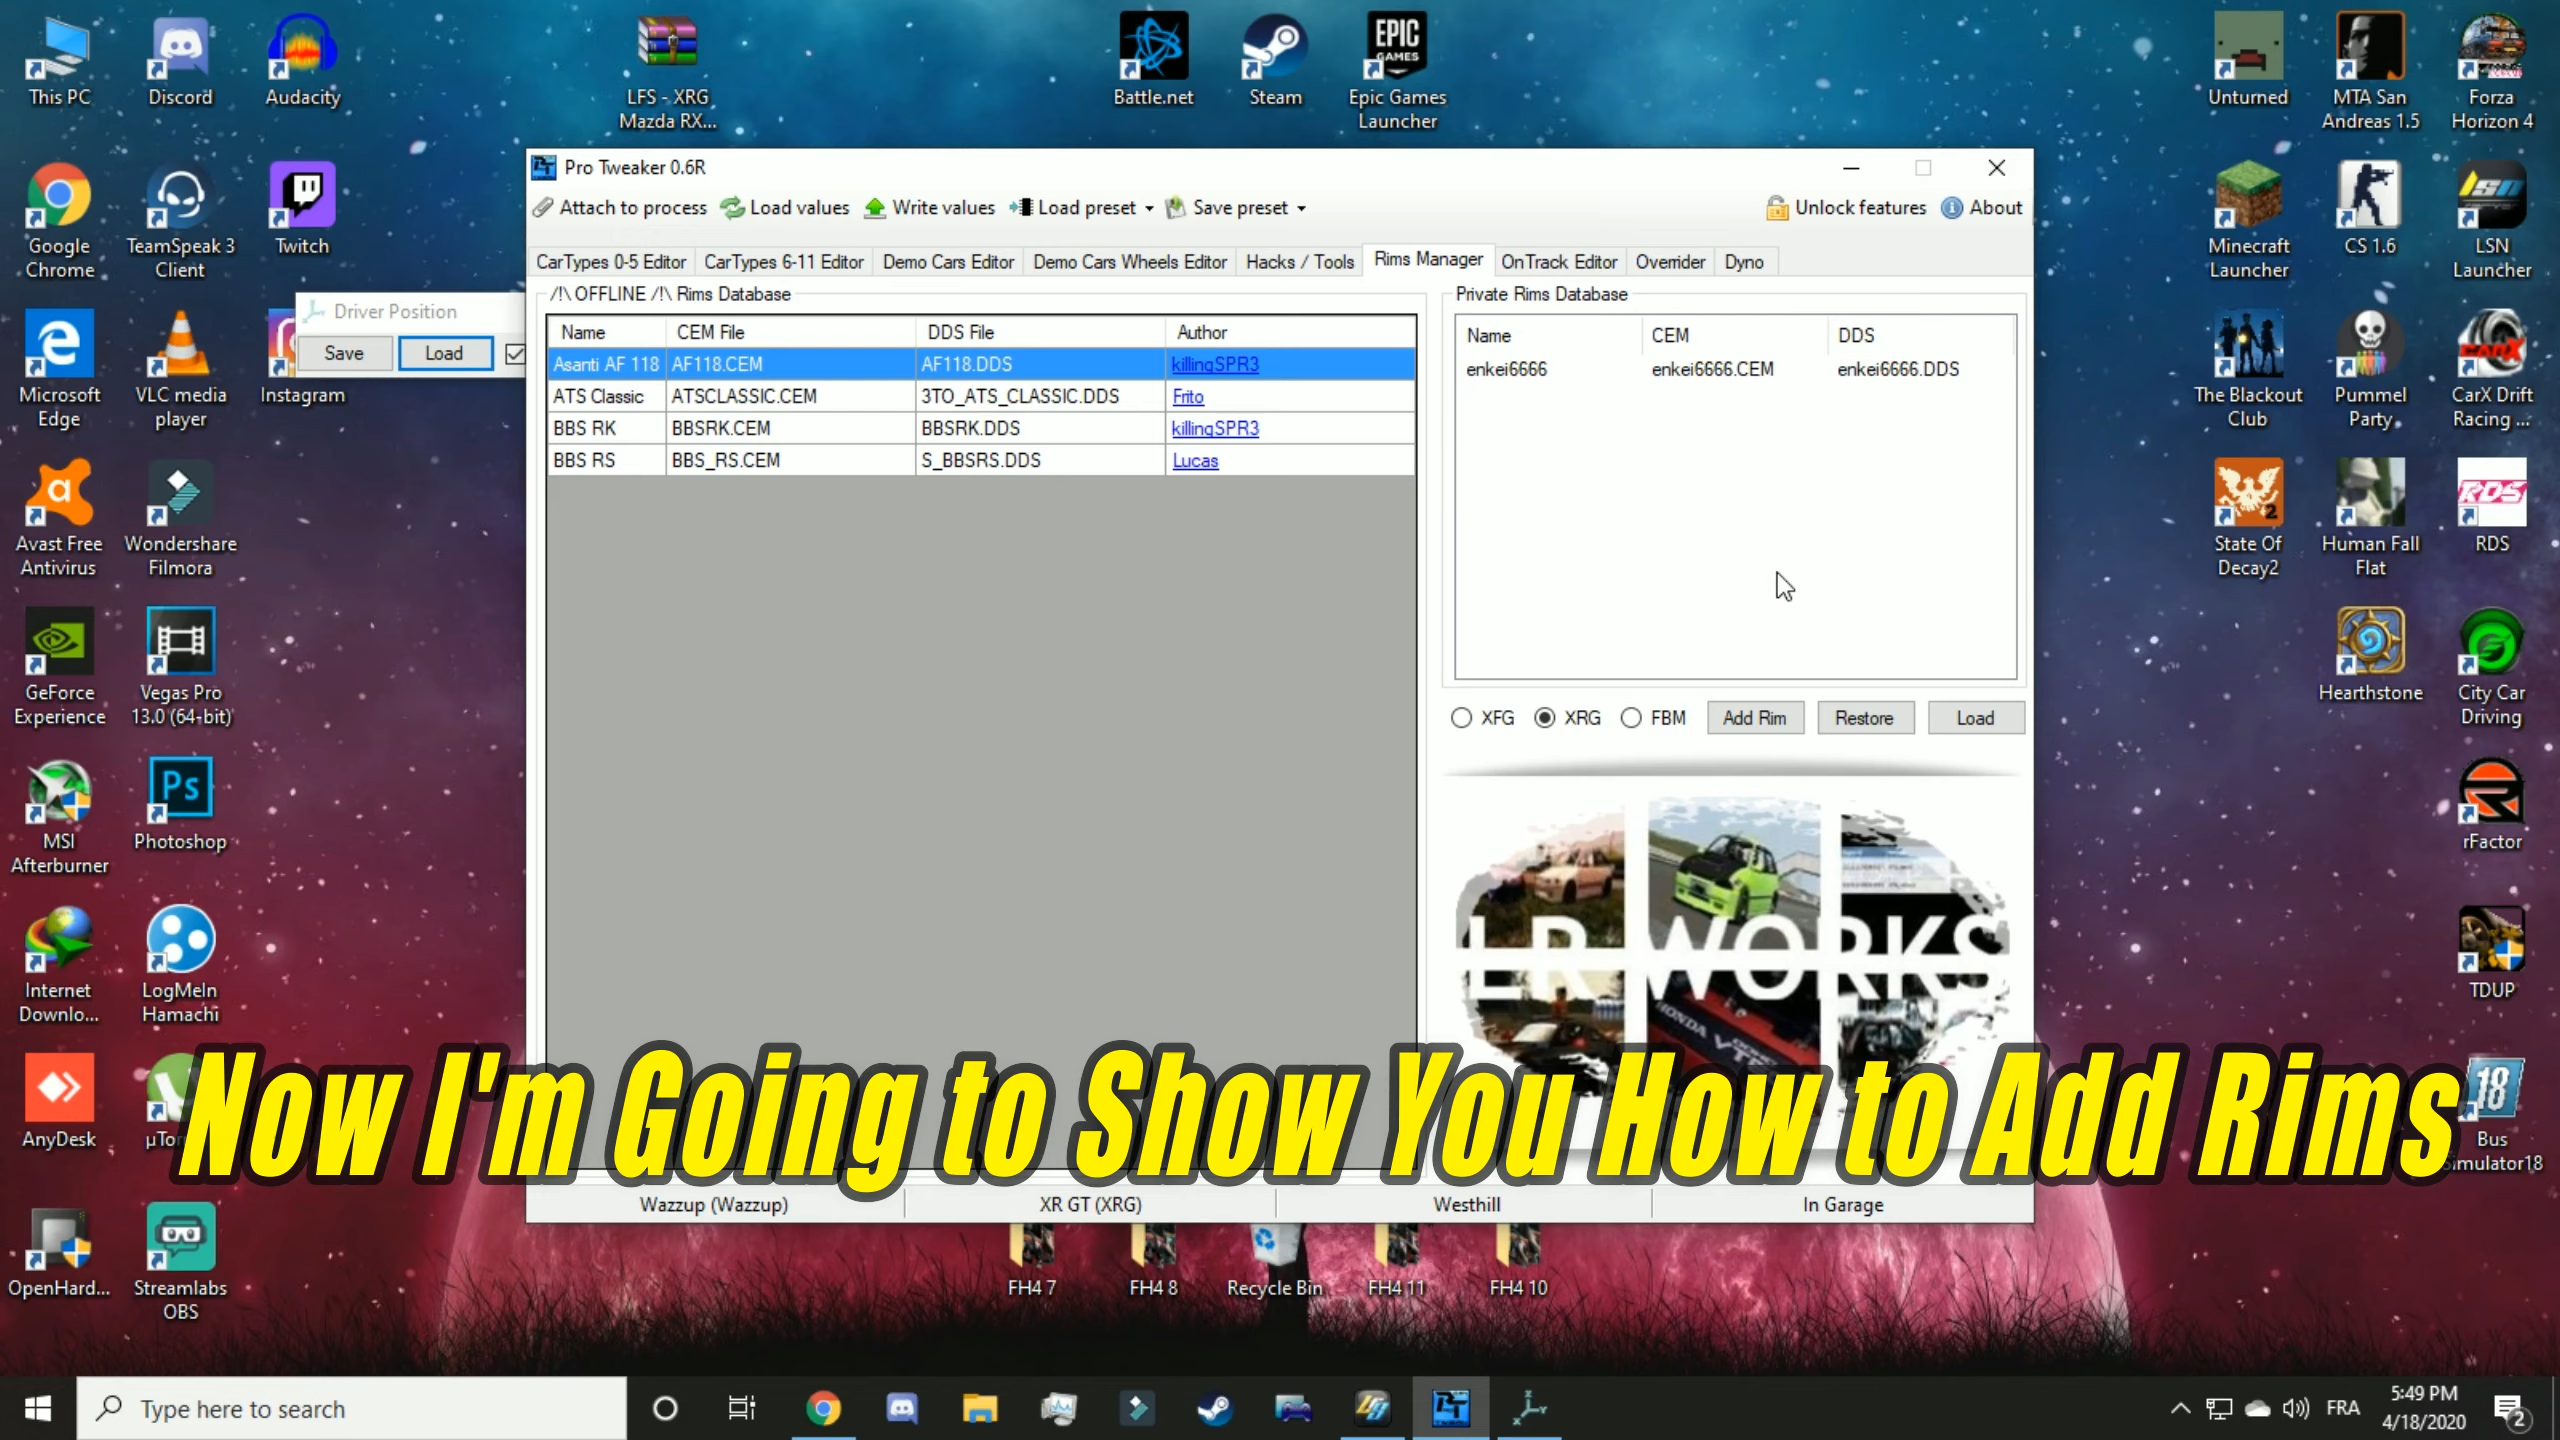 This PC
Discord
Audacity
LFS - XRG
Mazda RX...
Battle.net
Steam
EPIC
GAMES
Epic Games
Launcher
Unturned
MTA San
Andreas 1.5
Forza
Horizon 4
Google
Chrome
TeamSpeak 3
Client
Twitch
Minecraft
Launcher
CS 1.6
LSN
LSN
Launcher
Pro Tweaker 0.6R
Attach to process
Load values
Write values
Load preset
Save preset
Unlock features
About
CarTypes 0-5 Editor
CarTypes 6-11 Editor
Demo Cars Editor
Demo Cars Wheels Editor
Hacks / Tools
Rims Manager
OnTrack Editor
Overrider
Dyno
/!\ OFFLINE /!\ Rims Database
Name CEM File DDS File Author
Asanti AF 118 AF118.CEM AF118.DDS killingSPR3
ATS Classic ATSCLASSIC.CEM 3TO_ATS_CLASSIC.DDS Frito
BBS RK BBSRK.CEM BBSRK.DDS killingSPR3
BBS RS BBS_RS.CEM S_BBSRS.DDS Lucas
Private Rims Database
Name CEM DDS
enkei6666 enkei6666.CEM enkei6666.DDS
XFG XRG FBM Add Rim Restore Load
LR WORKS
HONDA VTEC
Driver Position
Save Load
Microsoft
Edge
VLC media
player
Instagram
The Blackout
Club
Pummel
Party
CarX Drift
Racing ...
Avast Free
Antivirus
Wondershare
Filmora
2
State Of
Decay2
Human Fall
Flat
RDS
RDS
GeForce
Experience
Vegas Pro
13.0 (64-bit)
Hearthstone
City Car
Driving
MSI
Afterburner
Ps
Photoshop
rFactor
Internet
Downlo...
LogMeIn
Hamachi
TDUP
AnyDesk
µTor
18
Bus
Simulator18
Now I'm Going to Show You How to Add Rims
Wazzup (Wazzup) XR GT (XRG) Westhill In Garage
OpenHard...
Streamlabs
OBS
FH4 7
FH4 8
Recycle Bin
FH4 11
FH4 10
Type here to search
FRA
5:49 PM
4/18/2020
2